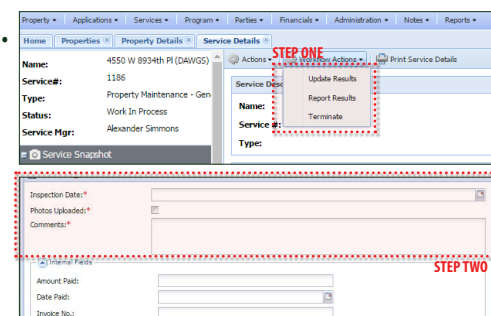 Property Applications Services Program Parties Financials Administration Notes Reports
Home Properties Property Details Service Details
Name: 4550 W 8934th Pl (DAWGS)
Service#: 1186
Type: Property Maintenance - Gen
Status: Work In Process
Service Mgr: Alexander Simmons
Service Snapshot
Actions Workflow Actions Print Service Details
STEP ONE
Update Results
Report Results
Terminate
Service Desc
Name:
Service #:
Type:
Inspection Date:*
Photos Uploaded:*
Comments:*
STEP TWO
Internal Fields
Amount Paid:
Date Paid:
Invoice No.: